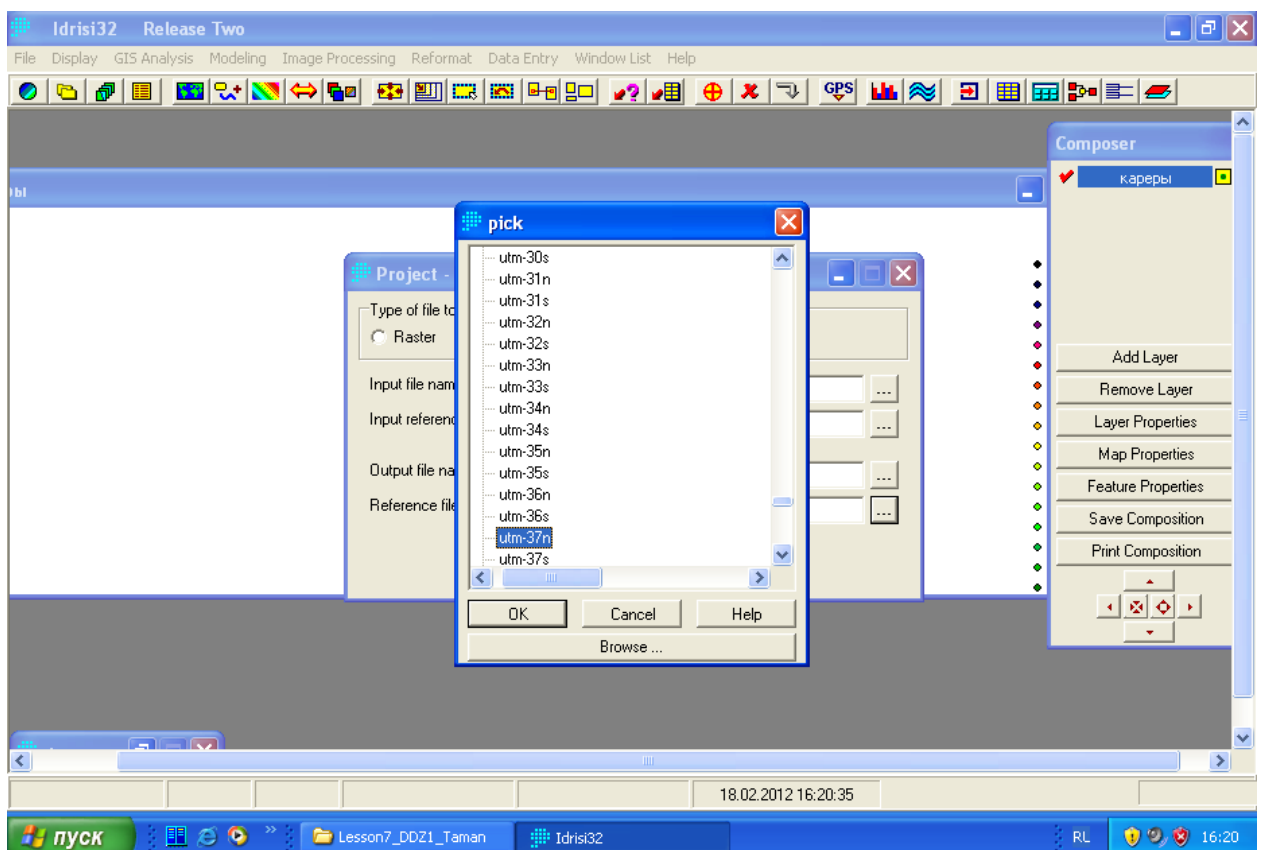 Idrisi32 Release Two
File Display GIS Analysis Modeling Image Processing Reformat Data Entry Window List Help
GPS
Composer
кареры
ры
pick
utm-30s
utm-31n
utm-31s
utm-32n
utm-32s
utm-33n
utm-33s
utm-34n
utm-34s
utm-35n
utm-35s
utm-36n
utm-36s
utm-37n
utm-37s
OK Cancel Help
Browse ...
Project -
Type of file to
Raster
Input file nam
...
Input referenc
...
Output file na
...
Reference file
...
Add Layer
Remove Layer
Layer Properties
Map Properties
Feature Properties
Save Composition
Print Composition
18.02.2012 16:20:35
пуск
Lesson7_DDZ1_Taman
Idrisi32
RL
16:20